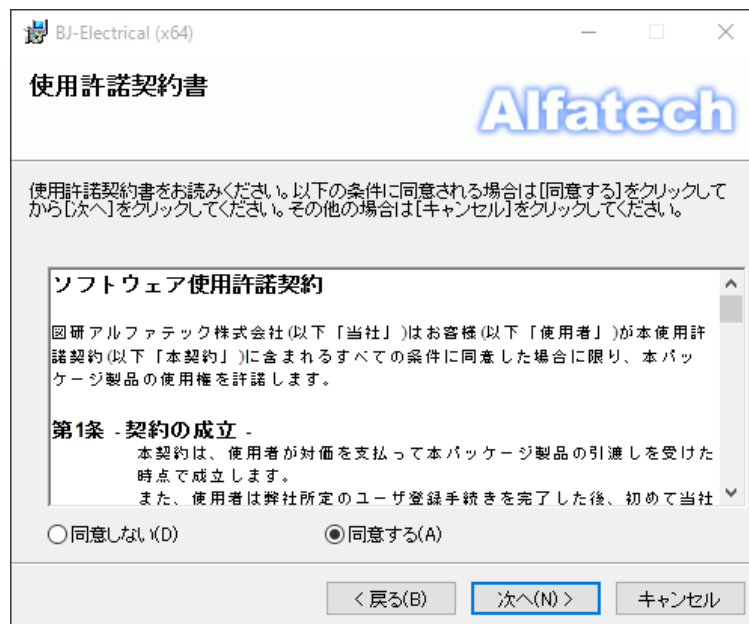 BJ-Electrical (x64)
使用許諾契約書
Alfatech
使用許諾契約書をお読みください。以下の条件に同意される場合は[同意する]をクリックして
から[次へ]をクリックしてください。その他の場合は[キャンセル]をクリックしてください。
ソフトウェア使用許諾契約
図研アルファテック株式会社(以下「当社」)はお客様(以下「使用者」)が本使用許
諾契約(以下「本契約」)に含まれるすべての条件に同意した場合に限り、本パッ
ケージ製品の使用権を許諾します。
第1条 - 契約の成立 -
本契約は、使用者が対価を支払って本パッケージ製品の引渡しを受けた
時点で成立します。
また、使用者は弊社所定のユーザ登録手続きを完了した後、初めて当社
同意しない(D)
同意する(A)
< 戻る(B)
次へ(N) >
キャンセル